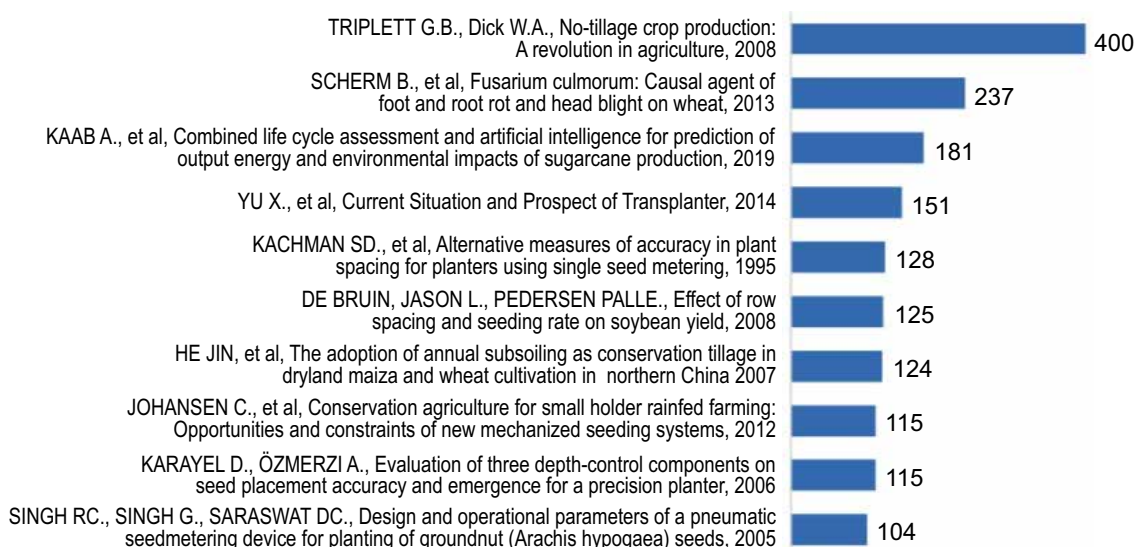 TRIPLETT G.B., Dick W.A., No-tillage crop production:
A revolution in agriculture, 2008
400
SCHERM B., et al, Fusarium culmorum: Causal agent of
foot and root rot and head blight on wheat, 2013
237
KAAB A., et al, Combined life cycle assessment and artificial intelligence for prediction of
output energy and environmental impacts of sugarcane production, 2019
181
YU X., et al, Current Situation and Prospect of Transplanter, 2014
151
KACHMAN SD., et al, Alternative measures of accuracy in plant
spacing for planters using single seed metering, 1995
128
DE BRUIN, JASON L., PEDERSEN PALLE., Effect of row
spacing and seeding rate on soybean yield, 2008
125
HE JIN, et al, The adoption of annual subsoiling as conservation tillage in
dryland maiza and wheat cultivation in northern China 2007
124
JOHANSEN C., et al, Conservation agriculture for small holder rainfed farming:
Opportunities and constraints of new mechanized seeding systems, 2012
115
KARAYEL D., ÖZMERZI A., Evaluation of three depth-control components on
seed placement accuracy and emergence for a precision planter, 2006
115
SINGH RC., SINGH G., SARASWAT DC., Design and operational parameters of a pneumatic
seedmetering device for planting of groundnut (Arachis hypogaea) seeds, 2005
104